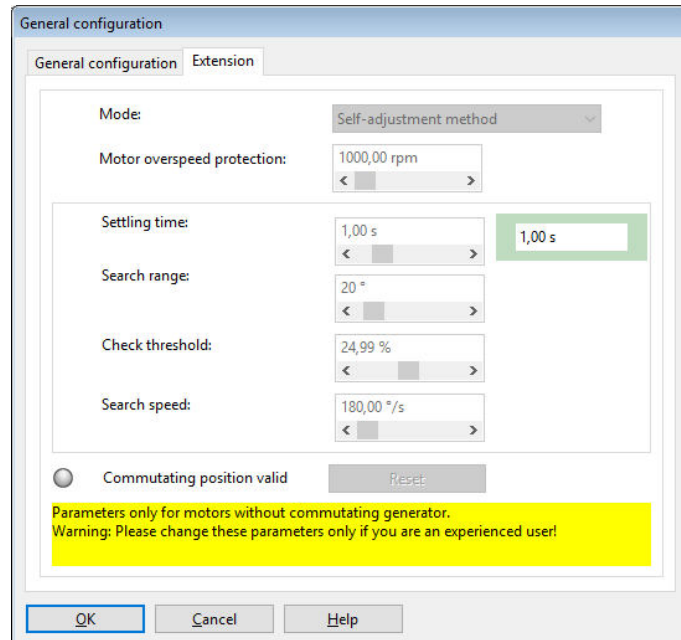 General configuration
General configuration Extension
Mode: Self-adjustment method
Motor overspeed protection: 1000,00 rpm
Settling time: 1,00 s 1,00 s
Search range: 20 °
Check threshold: 24,99 %
Search speed: 180,00 °/s
Commutating position valid Reset
Parameters only for motors without commutating generator.
Warning: Please change these parameters only if you are an experienced user!
OK Cancel Help